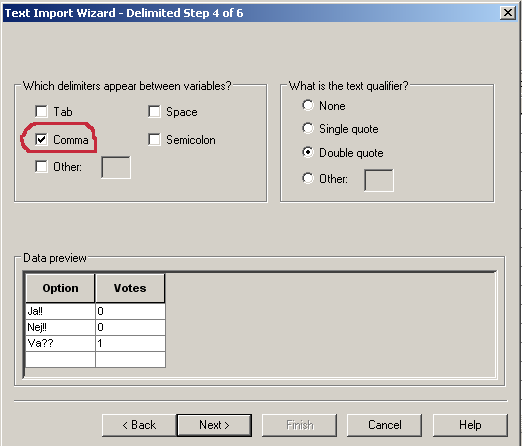 Text Import Wizard - Delimited Step 4 of 6
Which delimiters appear between variables?
Tab
Space
Comma
Semicolon
Other:
What is the text qualifier?
None
Single quote
Double quote
Other:
Data preview
Option Votes
Ja!! 0
Nej!! 0
Va?? 1
< Back Next > Finish Cancel Help